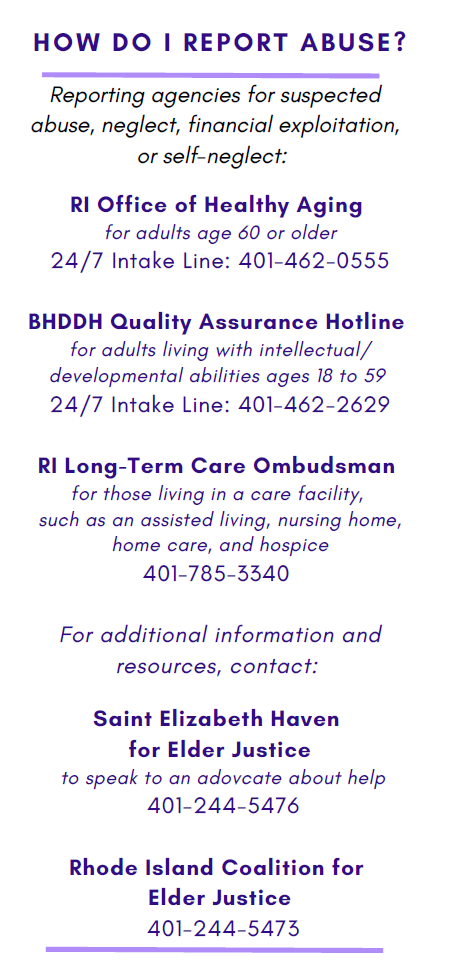 HOW DO I REPORT ABUSE?
Reporting agencies for suspected
abuse, neglect, financial exploitation,
or self-neglect:
RI Office of Healthy Aging
for adults age 60 or older
24/7 Intake Line: 401-462-0555
BHDDH Quality Assurance Hotline
for adults living with intellectual/
developmental abilities ages 18 to 59
24/7 Intake Line: 401-462-2629
RI Long-Term Care Ombudsman
for those living in a care facility,
such as an assisted living, nursing home,
home care, and hospice
401-785-3340
For additional information and
resources, contact:
Saint Elizabeth Haven
for Elder Justice
to speak to an adovcate about help
401-244-5476
Rhode Island Coalition for
Elder Justice
401-244-5473